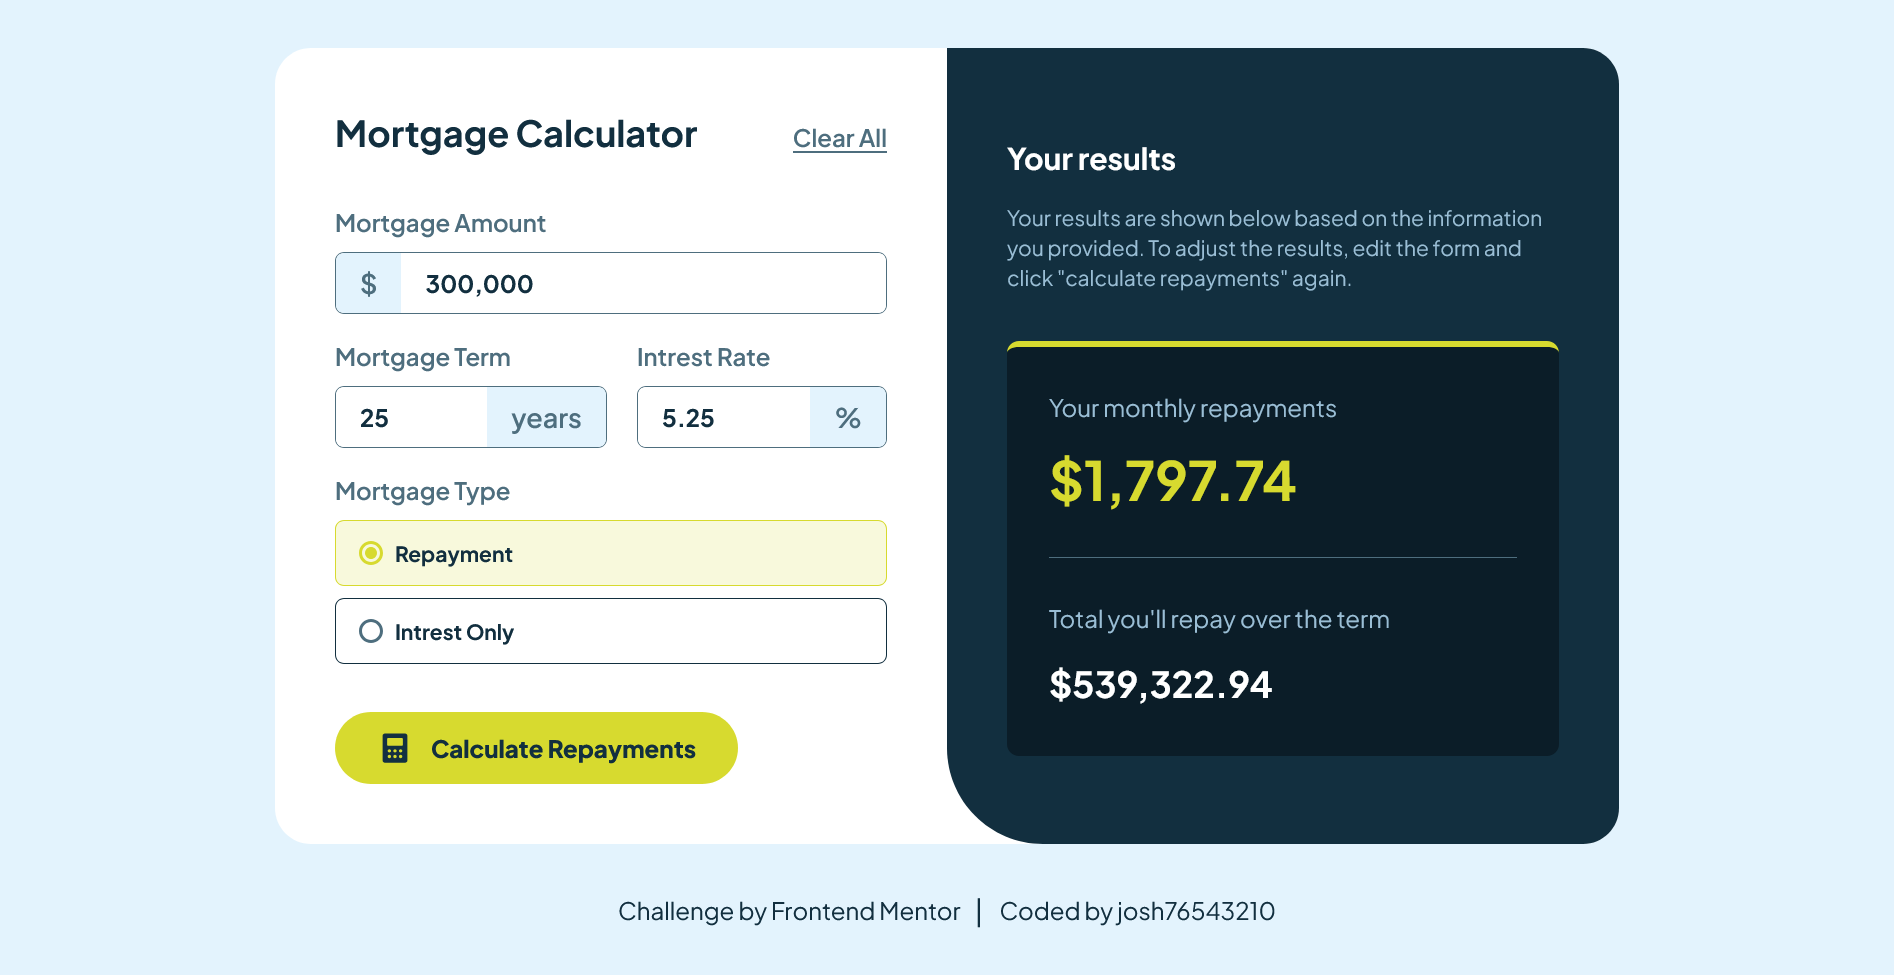 Mortgage Calculator
Clear All
Mortgage Amount
$ 300,000
Mortgage Term
25 years
Intrest Rate
5.25 %
Mortgage Type
Repayment
Intrest Only
Calculate Repayments
Your results
Your results are shown below based on the information
you provided. To adjust the results, edit the form and
click "calculate repayments" again.
Your monthly repayments
$1,797.74
Total you'll repay over the term
$539,322.94
Challenge by Frontend Mentor | Coded by josh76543210